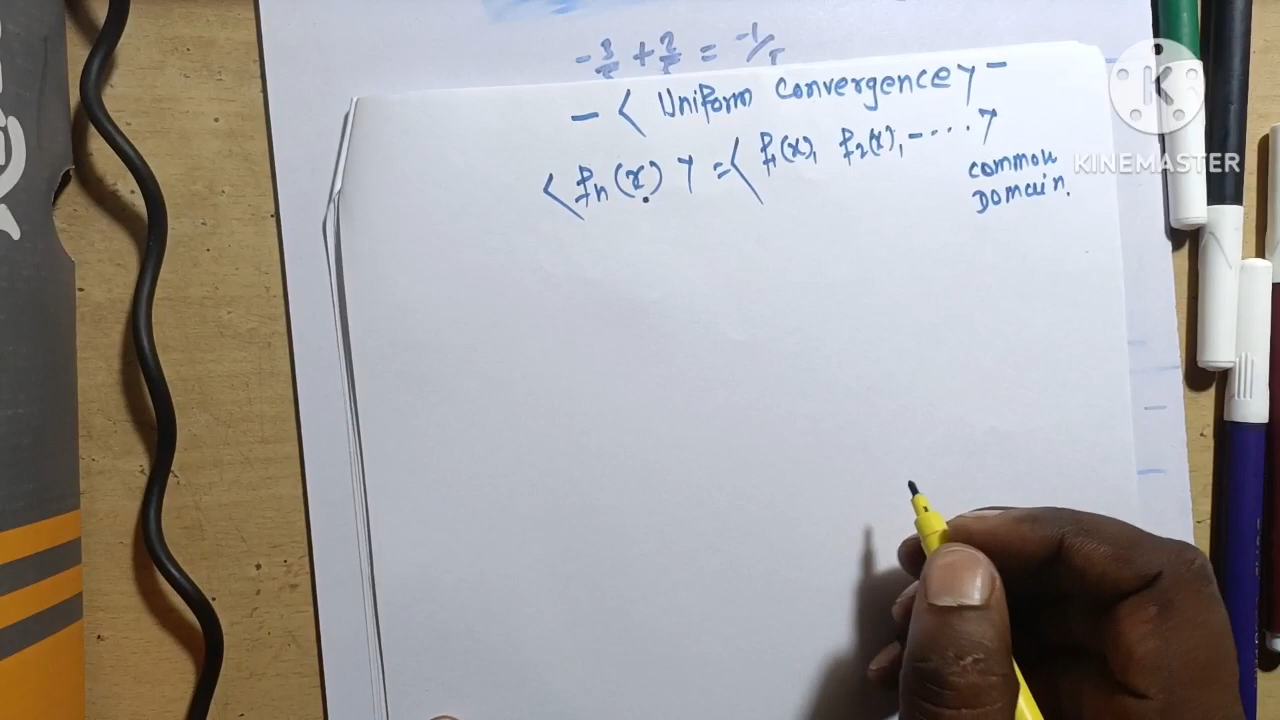 -3/5 + 2/5 = -1/5
- < Uniform Convergence > -
< fn(x) > = < f1(x), f2(x), - .... >
common
Domain.
KINEMASTER